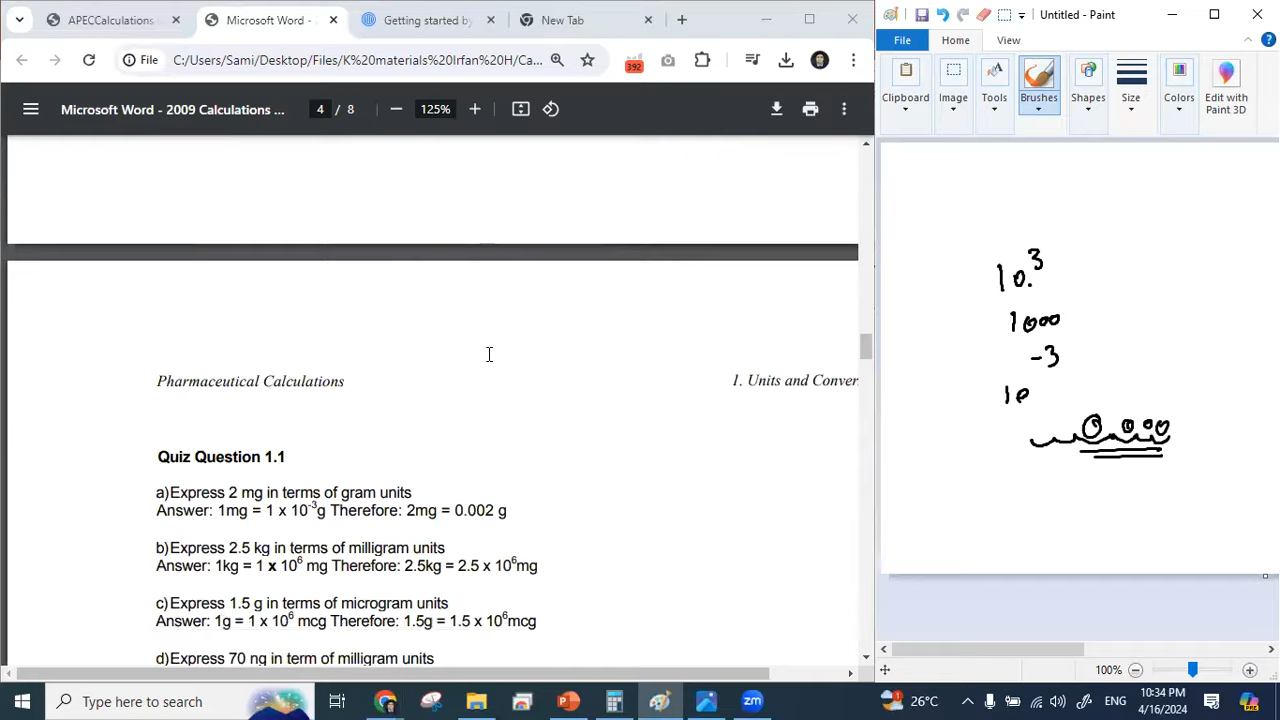 APECCalculations
Microsoft Word -
Getting started by
New Tab
File
C:/Users/Sami/Desktop/Files/K%20materials%20Irfan%20H/Ca...
392
Microsoft Word - 2009 Calculations ...
4 / 8
125%
Pharmaceutical Calculations
1. Units and Conver
Quiz Question 1.1
a)Express 2 mg in terms of gram units
Answer: 1mg = 1 x 10⁻³g Therefore: 2mg = 0.002 g
b)Express 2.5 kg in terms of milligram units
Answer: 1kg = 1 x 10⁶ mg Therefore: 2.5kg = 2.5 x 10⁶mg
c)Express 1.5 g in terms of microgram units
Answer: 1g = 1 x 10⁶ mcg Therefore: 1.5g = 1.5 x 10⁶mcg
d)Express 70 ng in term of milligram units
Untitled - Paint
File
Home
View
Clipboard
Image
Tools
Brushes
Shapes
Size
Colors
Edit with
Paint 3D
10.³
1000
-3
10
100%
Type here to search
26°C
ENG
10:34 PM
4/16/2024